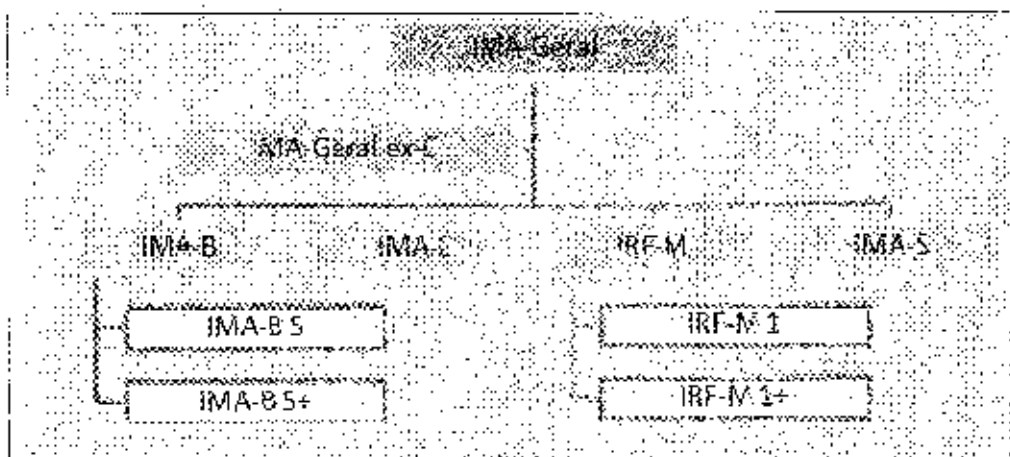 IMA-Geral
IMA-Geral ex-C
IMA-B IMA-C IRF-M IMA-S
IMA-B 5 IRF-M 1
IMA-B 5+ IRF-M 1+